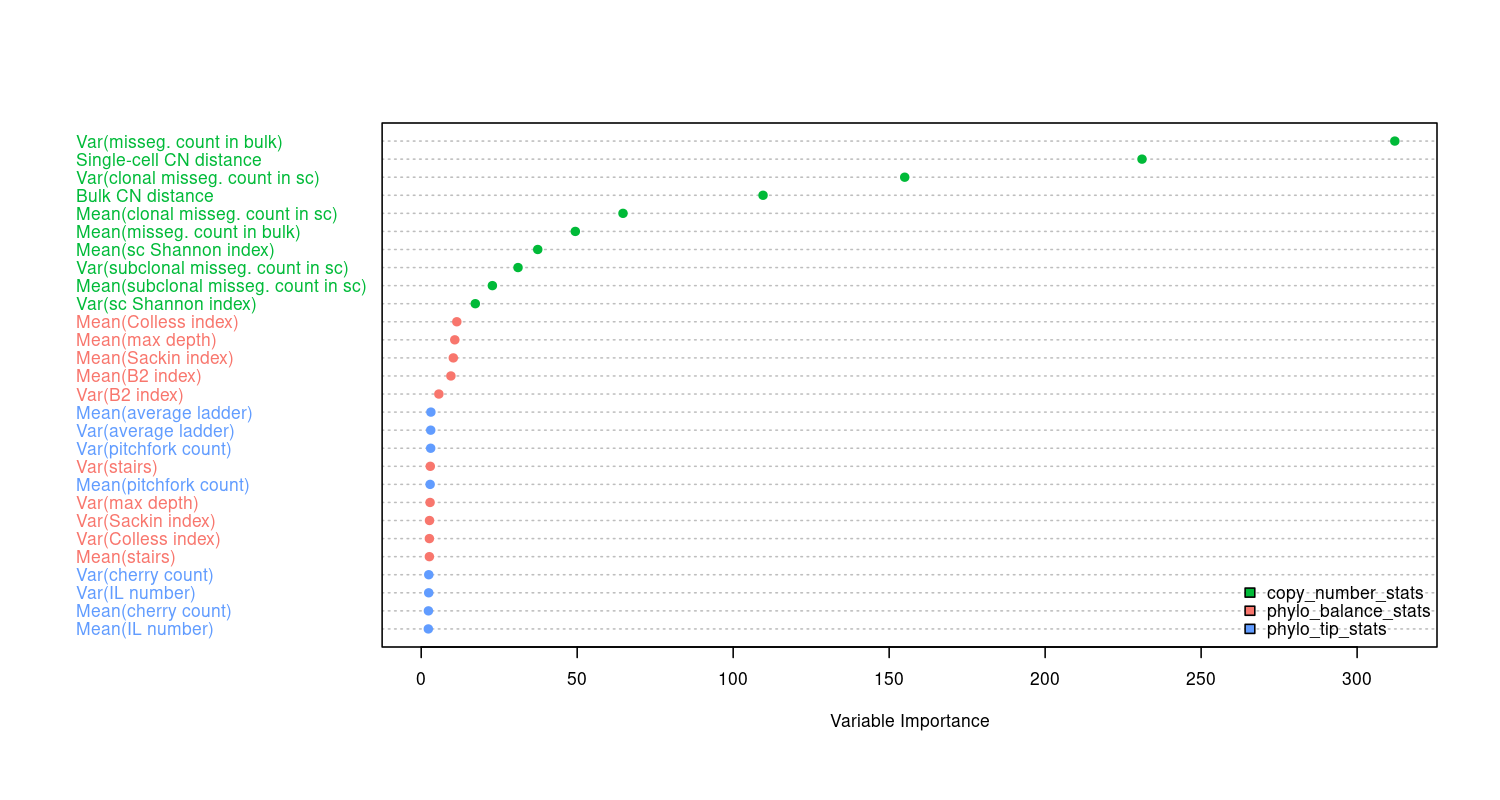 Var(misseg. count in bulk)
Single-cell CN distance
Var(clonal misseg. count in sc)
Bulk CN distance
Mean(clonal misseg. count in sc)
Mean(misseg. count in bulk)
Mean(sc Shannon index)
Var(subclonal misseg. count in sc)
Mean(subclonal misseg. count in sc)
Var(sc Shannon index)
Mean(Colless index)
Mean(max depth)
Mean(Sackin index)
Mean(B2 index)
Var(B2 index)
Mean(average ladder)
Var(average ladder)
Var(pitchfork count)
Var(stairs)
Mean(pitchfork count)
Var(max depth)
Var(Sackin index)
Var(Colless index)
Mean(stairs)
Var(cherry count)
Var(IL number)
Mean(cherry count)
Mean(IL number)
copy_number_stats
phylo_balance_stats
phylo_tip_stats
0 50 100 150 200 250 300
Variable Importance